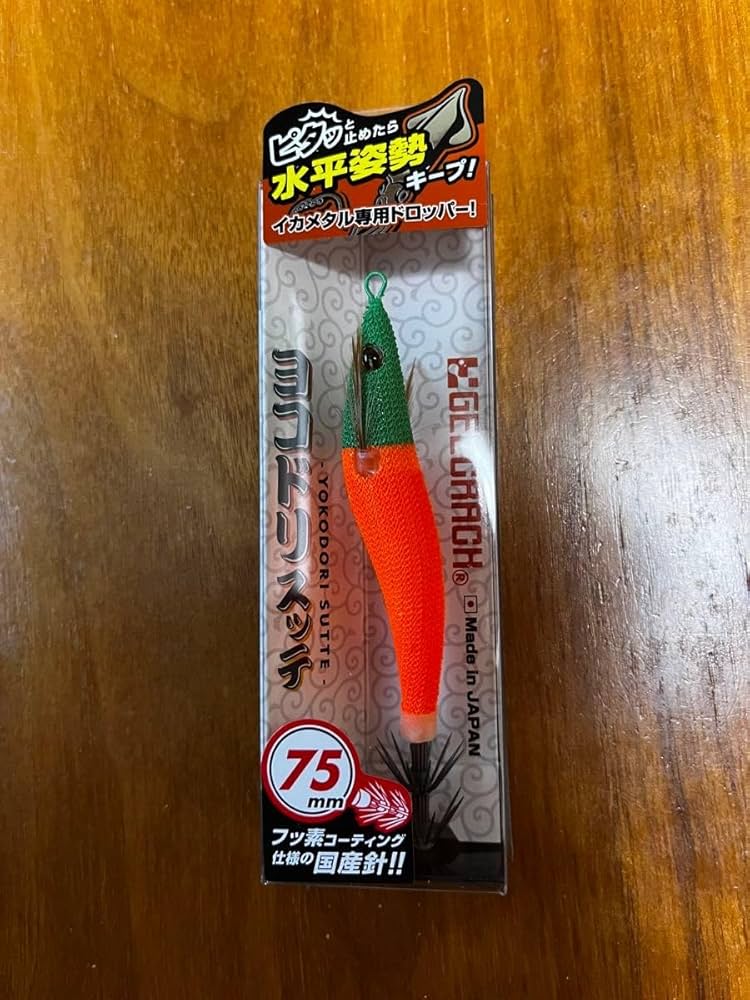 ピタッと
止めたら
水平姿勢
キープ!
イカメタル専用ドロッパー!
ヨコドリスッテ
- YOKODORI SUTTE -
GEECRACK®
Made in JAPAN
75
mm
フッ素コーティング
仕様の国産針!!